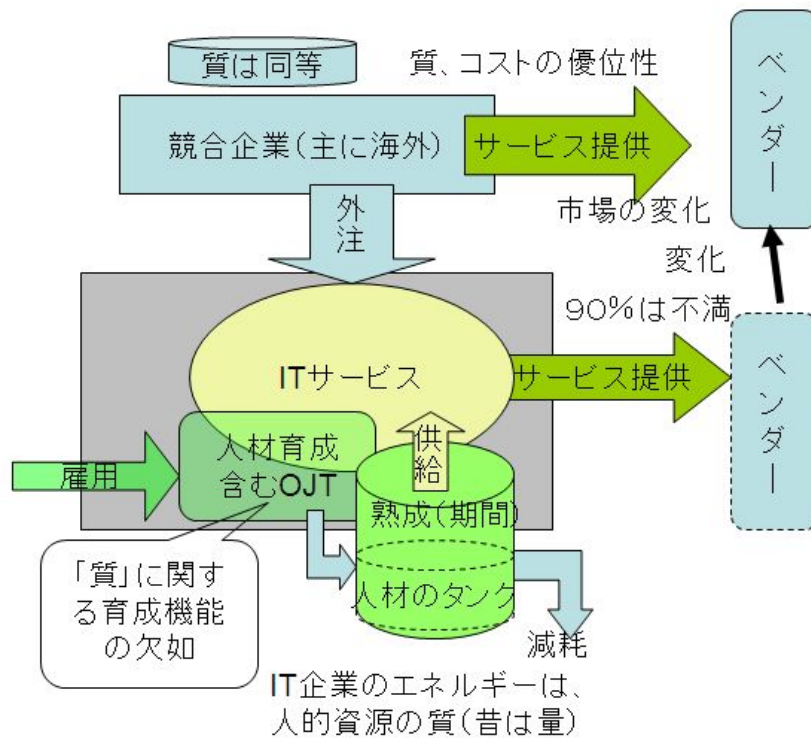 質は同等
質、コストの優位性
ベンダー
競合企業(主に海外)
サービス提供
外注
市場の変化
変化
90%は不満
ITサービス
サービス提供
ベンダー
人材育成
含むOJT
供給
雇用
熟成(期間)
人材のタンク
「質」に関す
る育成機能
の欠如
減耗
IT企業のエネルギーは、
人的資源の質(昔は量)